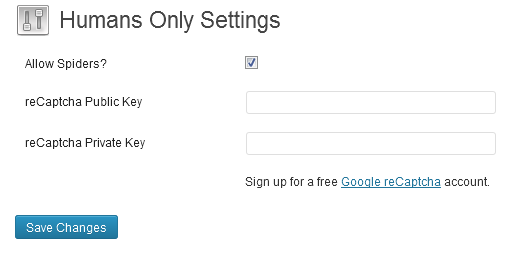 Humans Only Settings
Allow Spiders?
reCaptcha Public Key
reCaptcha Private Key
Sign up for a free Google reCaptcha account.
Save Changes